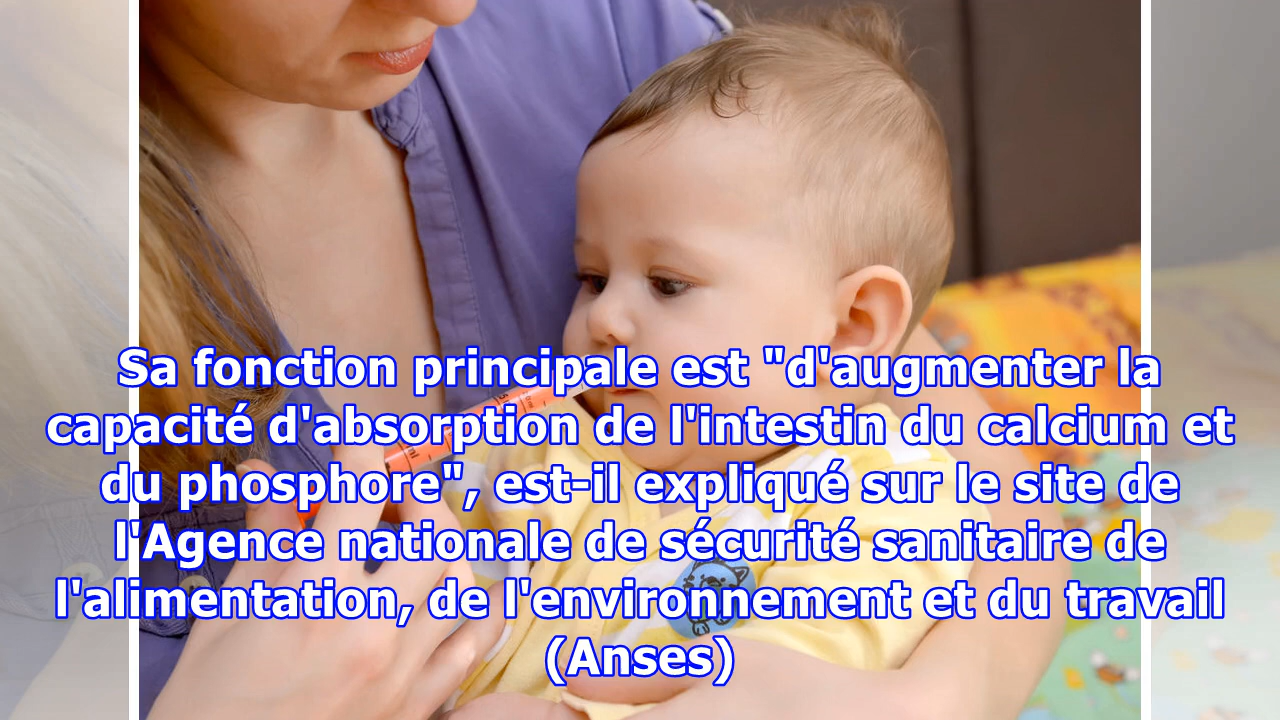 Sa fonction principale est "d'augmenter la
capacité d'absorption de l'intestin du calcium et
du phosphore", est-il expliqué sur le site de
l'Agence nationale de sécurité sanitaire de
l'alimentation, de l'environnement et du travail
(Anses)